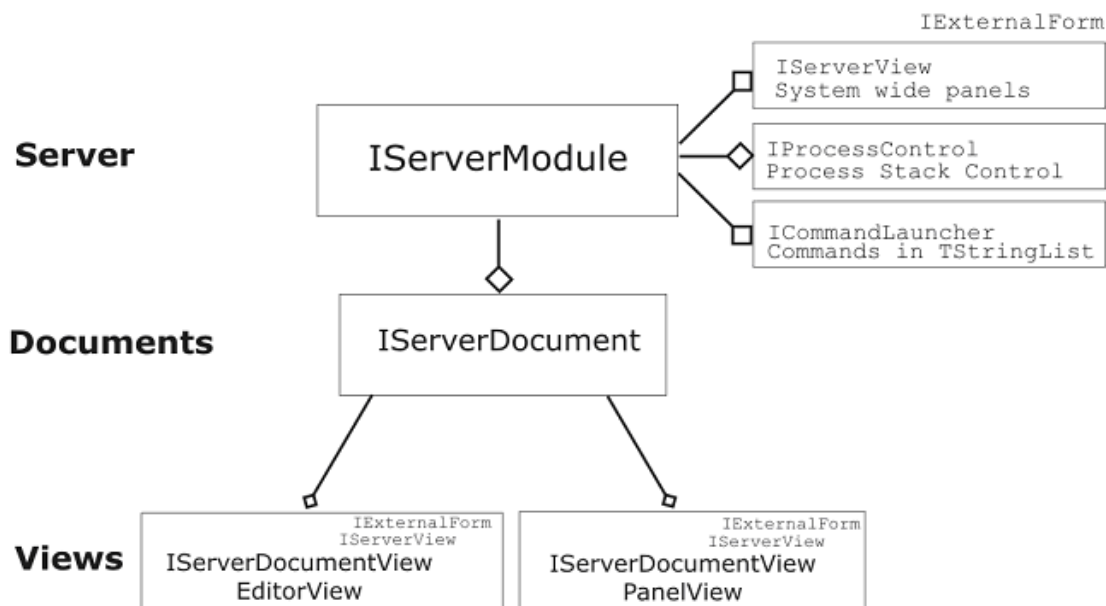 IExternalForm
IServerView
System wide panels
Server
IServerModule
IProcessControl
Process Stack Control
ICommandLauncher
Commands in TStringList
Documents
IServerDocument
Views
IExternalForm
IServerView
IServerDocumentView
EditorView
IExternalForm
IServerView
IServerDocumentView
PanelView